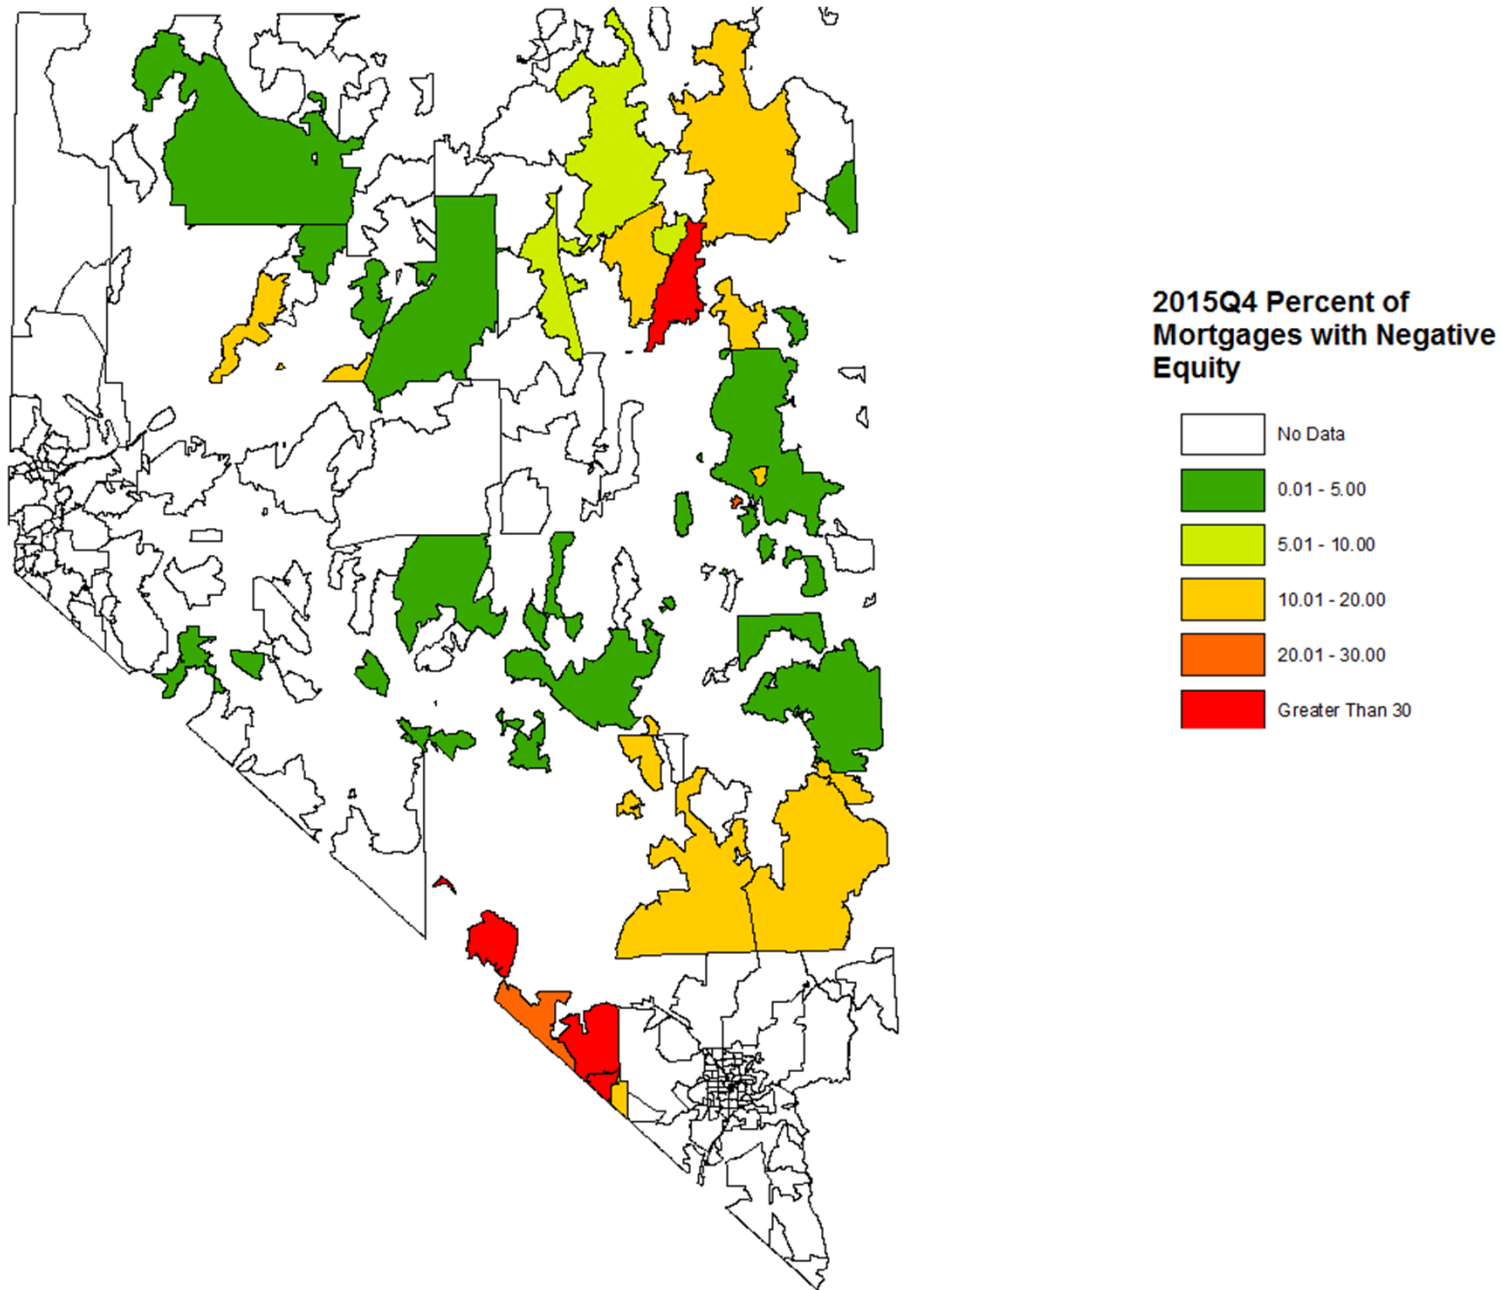 2015Q4 Percent of
Mortgages with Negative
Equity
No Data
0.01 - 5.00
5.01 - 10.00
10.01 - 20.00
20.01 - 30.00
Greater Than 30